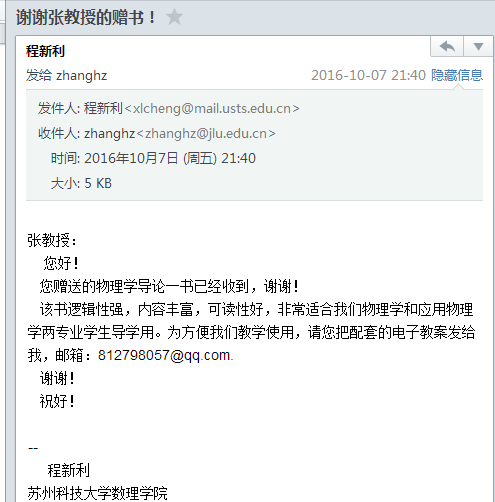 谢谢张教授的赠书！
程新利
发给 zhanghz 2016-10-07 21:40 隐藏信息
发件人: 程新利<xlcheng@mail.usts.edu.cn>
收件人: zhanghz<zhanghz@jlu.edu.cn>
时间: 2016年10月7日 (周五) 21:40
大小: 5 KB
张教授：
您好！
您赠送的物理学导论一书已经收到，谢谢！
该书逻辑性强，内容丰富，可读性好，非常适合我们物理学和应用物理
学两专业学生导学用。为方便我们教学使用，请您把配套的电子教案发给
我，邮箱：812798057@qq.com.
谢谢！
祝好！
--
程新利
苏州科技大学数理学院